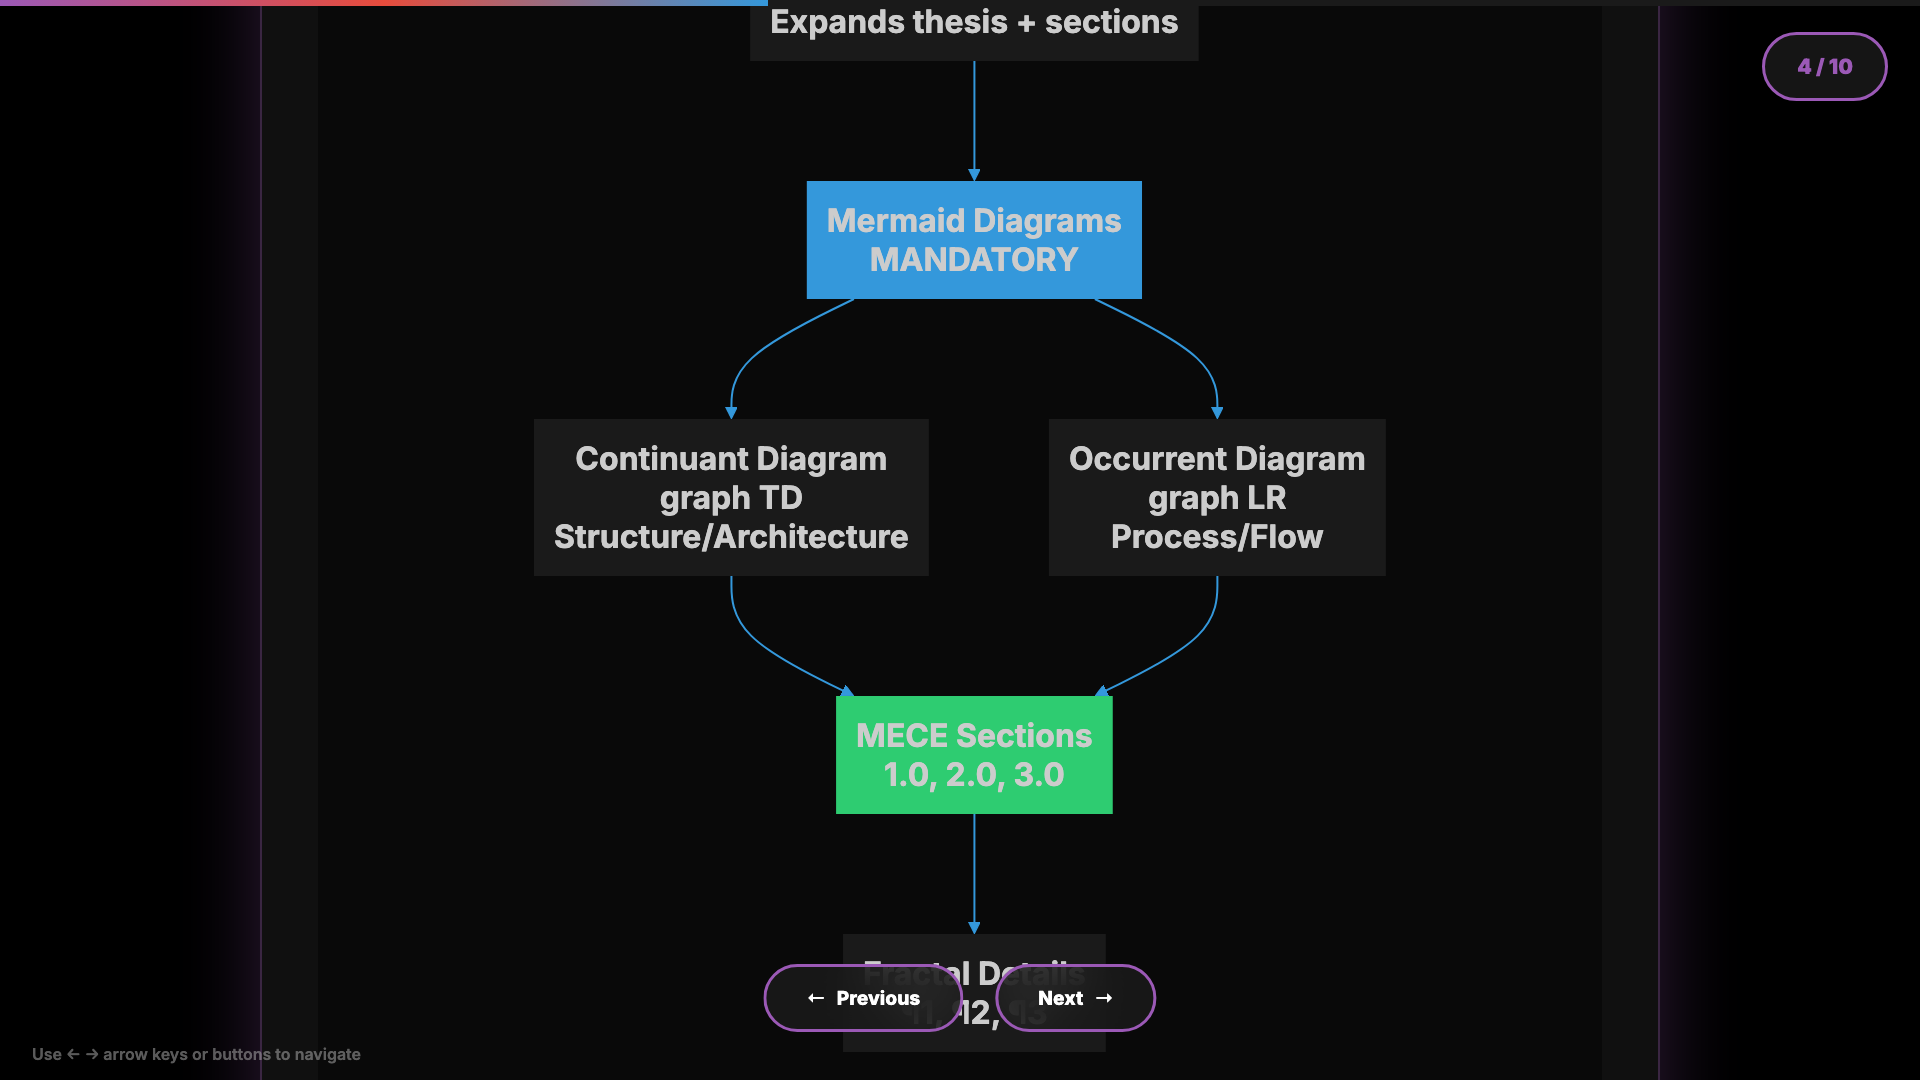 Expands thesis + sections
4 / 10
Mermaid Diagrams
MANDATORY
Continuant Diagram
graph TD
Structure/Architecture
Occurrent Diagram
graph LR
Process/Flow
MECE Sections
1.0, 2.0, 3.0
Fractal Details
¶1, ¶2, ¶3
← Previous
Next →
Use ← → arrow keys or buttons to navigate